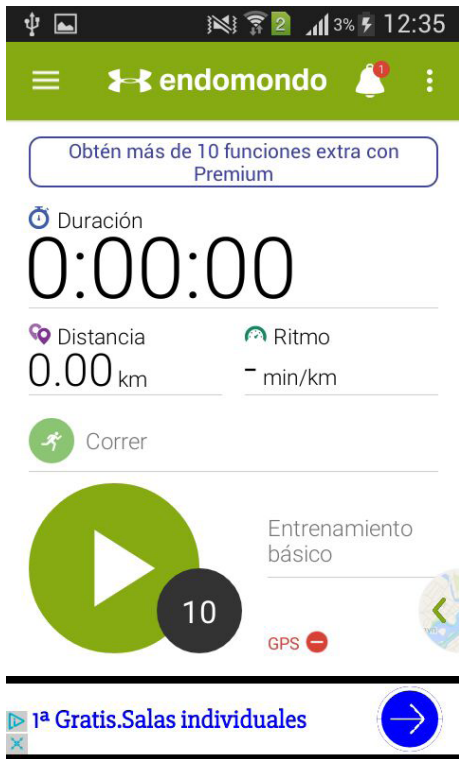 2 3% 12:35
endomondo 1
Obtén más de 10 funciones extra con
Premium
Duración
0:00:00
Distancia
0.00 km
Ritmo
- min/km
Correr
10
Entrenamiento
básico
GPS
1ª Gratis.Salas individuales